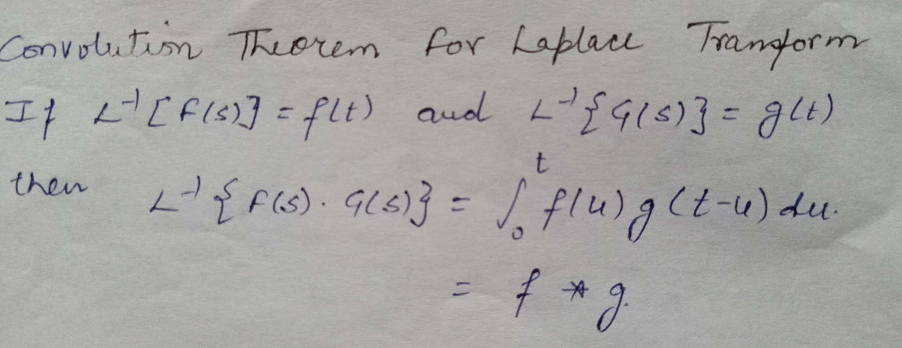 Convolution Theorem for Laplace Transform
If L⁻¹[F(s)] = f(t) and L⁻¹{G(s)} = g(t)
then L⁻¹{F(s)·G(s)} = ∫₀ᵗ f(u) g(t-u) du.
= f * g.